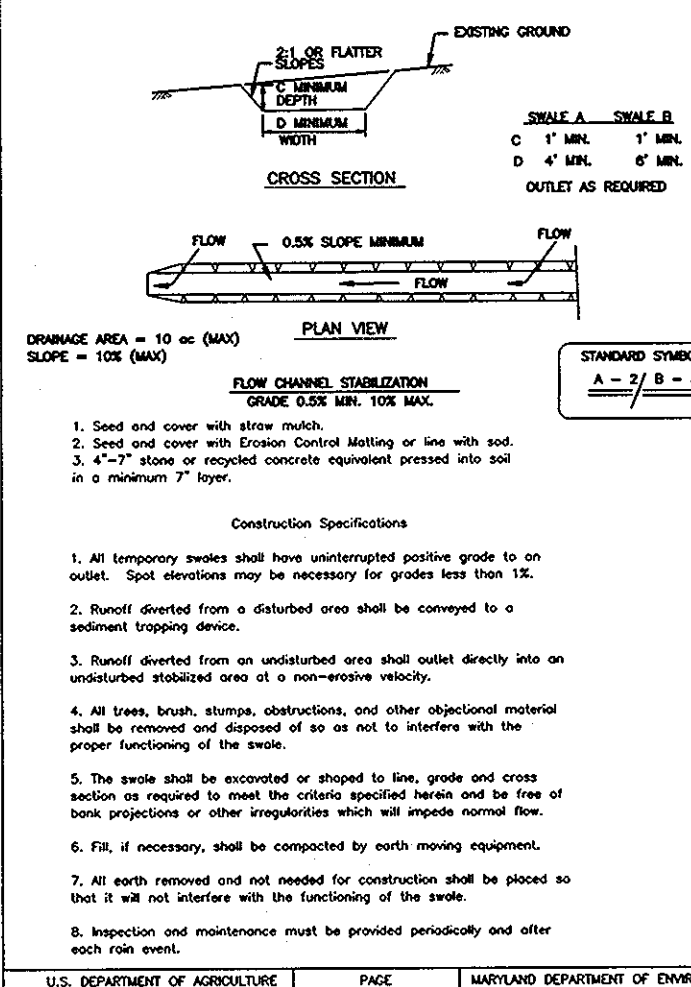 EXISTING GROUND
2:1 OR FLATTER
SLOPES
C MINIMUM
DEPTH
D MINIMUM
WIDTH
CROSS SECTION
SWALE A SWALE B
C 1' MIN. 1' MIN.
D 4' MIN. 6' MIN.
OUTLET AS REQUIRED
FLOW 0.5% SLOPE MINIMUM FLOW
FLOW
PLAN VIEW
DRAINAGE AREA = 10 ac (MAX)
SLOPE = 10% (MAX)
STANDARD SYMBO
A - 2/ B -
FLOW CHANNEL STABILIZATION
GRADE 0.5% MIN. 10% MAX.
1. Seed and cover with straw mulch.
2. Seed and cover with Erosion Control Matting or line with sod.
3. 4"-7" stone or recycled concrete equivalent pressed into soil
in a minimum 7" layer.
Construction Specifications
1. All temporary swales shall have uninterrupted positive grade to an
outlet. Spot elevations may be necessary for grades less than 1%.
2. Runoff diverted from a disturbed area shall be conveyed to a
sediment trapping device.
3. Runoff diverted from an undisturbed area shall outlet directly into an
undisturbed stabilized area at a non-erosive velocity.
4. All trees, brush, stumps, obstructions, and other objectional material
shall be removed and disposed of so as not to interfere with the
proper functioning of the swale.
5. The swale shall be excavated or shaped to line, grade and cross
section as required to meet the criteria specified herein and be free of
bank projections or other irregularities which will impede normal flow.
6. Fill, if necessary, shall be compacted by earth moving equipment.
7. All earth removed and not needed for construction shall be placed so
that it will not interfere with the functioning of the swale.
8. Inspection and maintenance must be provided periodically and after
each rain event.
U.S. DEPARTMENT OF AGRICULTURE PAGE MARYLAND DEPARTMENT OF ENVIR